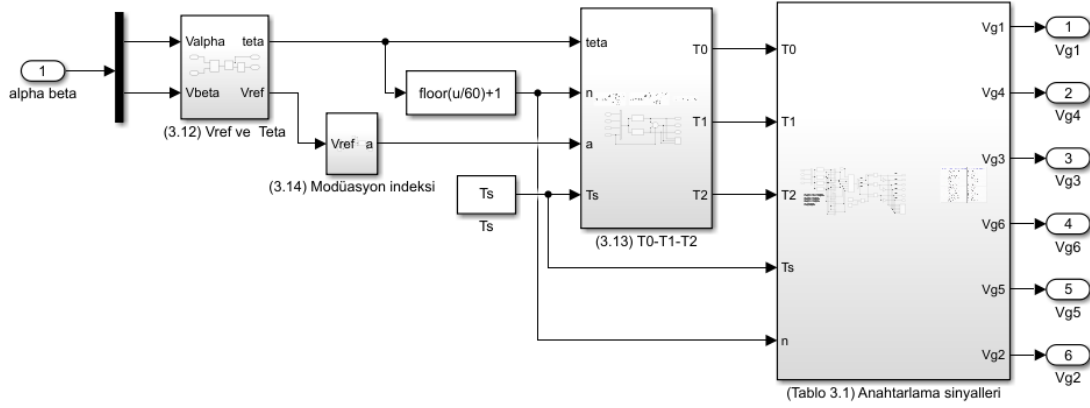 1
alpha beta
Valpha
teta
Vbeta
Vref
(3.12) Vref ve Teta
floor(u/60)+1
Vref
a
(3.14) Modüasyon indeksi
Ts
Ts
teta
T0
n
T1
a
Ts
T2
(3.13) T0-T1-T2
T0
Vg1
T1
Vg4
T2
Vg3
Ts
Vg6
n
Vg5
Vg2
(Tablo 3.1) Anahtarlama sinyalleri
1
Vg1
2
Vg4
3
Vg3
4
Vg6
5
Vg5
6
Vg2